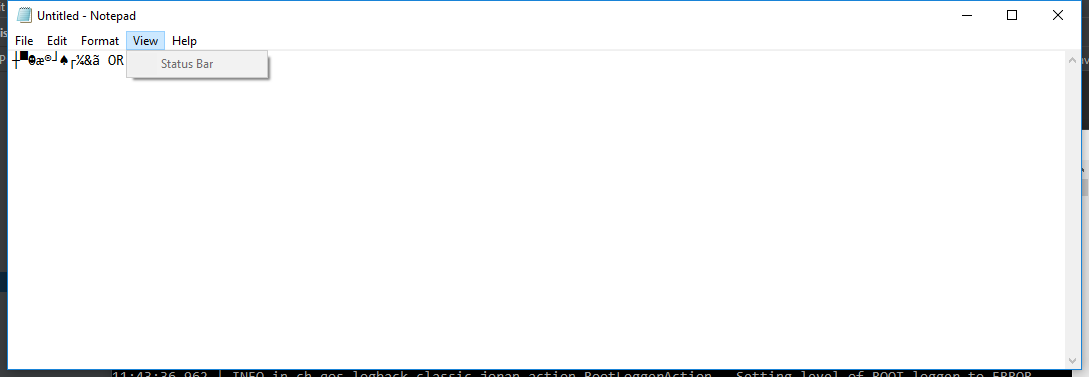 Untitled - Notepad
File Edit Format View Help
┼▀☻æ®┘♠┌¼&ã OR
Status Bar
11:43:36.962 | INFO in ch.qos.logback.classic.joran.action.RootLoggerAction - Setting level of ROOT logger to ERROR